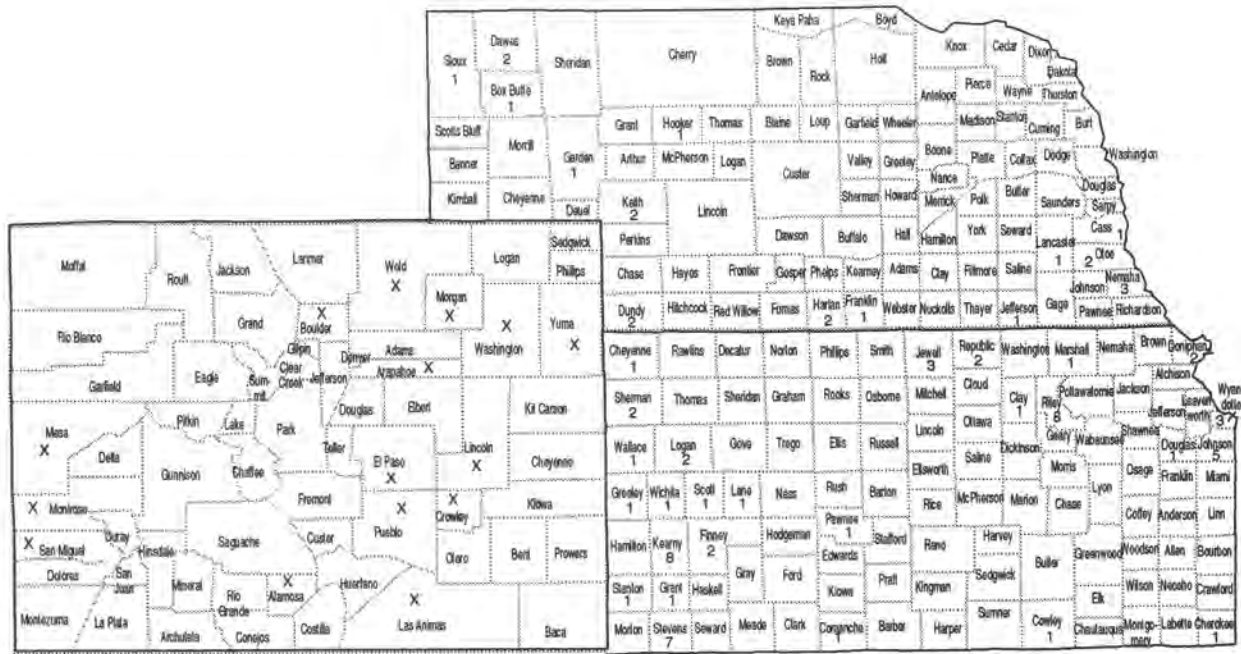 Keya Paha Boyd
Sioux 1
Dawes 2
Sheridan
Cherry
Brown
Rock
Holt
Knox
Cedar
Dixon
Dakota
Box Butte 1
Antelope
Pierce
Wayne
Thurston
Scotts Bluff
Morrill
Garden 1
Grant
Hooker 1
Thomas
Blaine
Loup
Garfield
Wheeler
Madison
Stanton
Cuming
Burt
Banner
Arthur
McPherson
Logan
Custer
Valley
Greeley
Boone
Platte
Colfax
Dodge
Washington
Nance
Kimball
Cheyenne
Deuel
Keith 2
Lincoln
Sherman
Howard
Merrick
Polk
Butler
Saunders
Douglas
Sarpy
Perkins
Dawson
Buffalo
Hall
Hamilton
York
Seward
Lancaster 1
Cass 1
Otoe 2
Chase
Hayes
Frontier
Gosper
Phelps
Kearney
Adams
Clay
Fillmore
Saline
Gage
Johnson
Nemaha 3
Dundy 2
Hitchcock
Red Willow
Furnas
Harlan 2
Franklin 1
Webster
Nuckolls
Thayer
Jefferson 1
Pawnee
Richardson
Moffat
Routt
Jackson
Larimer
Weld X
Logan
Sedgwick
Phillips
Morgan X
Rio Blanco
Grand
X Boulder
Gilpin
Clear Creek
Denver
Adams
Arapahoe X
X Washington
Yuma X
Garfield
Eagle
Sum-
mit
Jefferson
Douglas
Elbert
Kit Carson
Mesa X
Pitkin
Lake
Park
Teller
Delta
Gunnison
Chaffee
El Paso X
Lincoln X
Cheyenne
Fremont
X Montrose
Ouray
X San Miguel
Hinsdale
Saguache
Custer
X Pueblo
X Crowley
Kiowa
Otero
Bent
Prowers
Dolores
San Juan
Mineral
Rio Grande
X Alamosa
Huerfano
X Las Animas
Montezuma
La Plata
Archuleta
Conejos
Costilla
Baca
Cheyenne 1
Rawlins
Decatur
Norton
Phillips
Smith
Jewell 3
Republic 2
Washington
Marshall 1
Nemaha
Brown
Doniphan 2
Sherman 2
Thomas
Sheridan
Graham
Rooks
Osborne
Mitchell
Cloud
Clay 1
Riley 8
Pottawatomie
Jackson
Atchison
Jefferson
Leaven
worth 3
Wyan
dotte
X
Wallace 1
Logan 2
Gove
Trego
Ellis
Russell
Lincoln
Ottawa
Saline
Dickinson
Geary
Wabaunsee
Shawnee
Douglas 1
Johnson 5
Ellsworth
Morris
Osage
Franklin
Miami
Greeley 1
Wichita 1
Scott 1
Lane 1
Ness
Rush
Barton
Rice
McPherson
Marion
Chase
Lyon
Coffey
Anderson
Linn
Hamilton
Kearny 8
Finney 2
Hodgeman
Pawnee 1
Edwards
Stafford
Reno
Harvey
Butler
Greenwood
Woodson
Allen
Bourbon
Stanton 1
Grant 1
Haskell
Gray
Ford
Kiowa
Pratt
Kingman
Sedgwick
Elk
Wilson
Neosho
Crawford
Morton
Stevens 7
Seward
Meade
Clark
Comanche 1
Barber
Harper
Sumner
Cowley 1
Chautauqua
Montgo-
mery
Labette
Cherokee 1